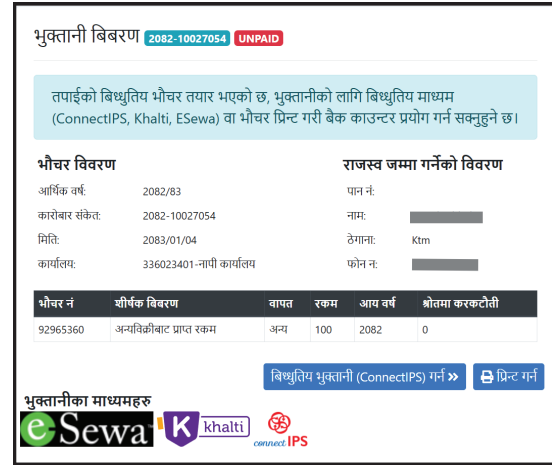 भुक्तानी बिबरण 2082-10027054 UNPAID
तपाईको बिध्धुतिय भौचर तयार भएको छ, भुक्तानीको लागि बिध्धुतिय माध्यम
(ConnectIPS, Khalti, ESewa) वा भौचर प्रिन्ट गरी बैक काउन्टर प्रयोग गर्न सक्नुहुने छ।
भौचर विवरण
आर्थिक वर्ष: 2082/83
कारोबार संकेत: 2082-10027054
मिति: 2083/01/04
कार्यालय: 336023401-नापी कार्यालय
राजस्व जम्मा गर्नेको विवरण
पान नं:
नाम:
ठेगाना: Ktm
फोन न:
भौचर नं शीर्षक बिबरण वापत रकम आय वर्ष श्रोतमा करकटौती
92965360 अन्यविक्रीबाट प्राप्त रकम अन्य 100 2082 0
बिध्धुतिय भुक्तानी (ConnectIPS) गर्न »
प्रिन्ट गर्न
भुक्तानीका माध्यमहरु
eSewa
K khalti
connect IPS